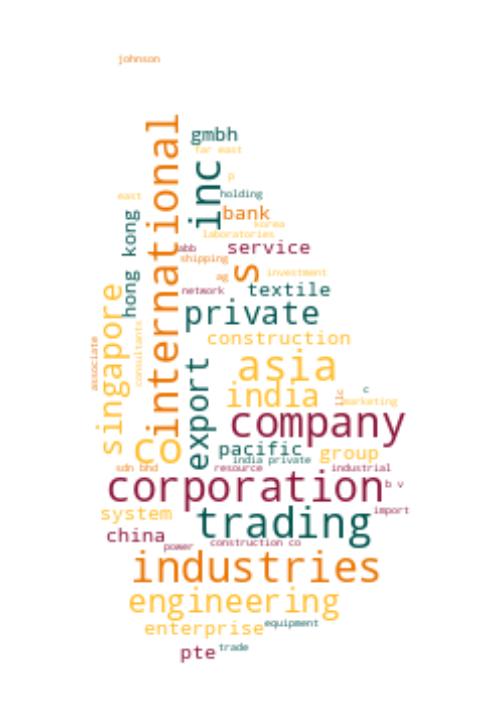 johnson
international
gmbh
far east
inc
p
east
holding
hong kong
bank
korea
laboratories
abb
service
shipping
s
ag
investment
singapore
network
textile
private
consultants
associate
construction
asia
export
india
llc
c
marketing
company
co
pacific
group
india private
sdn bhd
resource
industrial
corporation
b v
system
trading
import
china
power
construction co
industries
engineering
enterprise
equipment
pte
trade